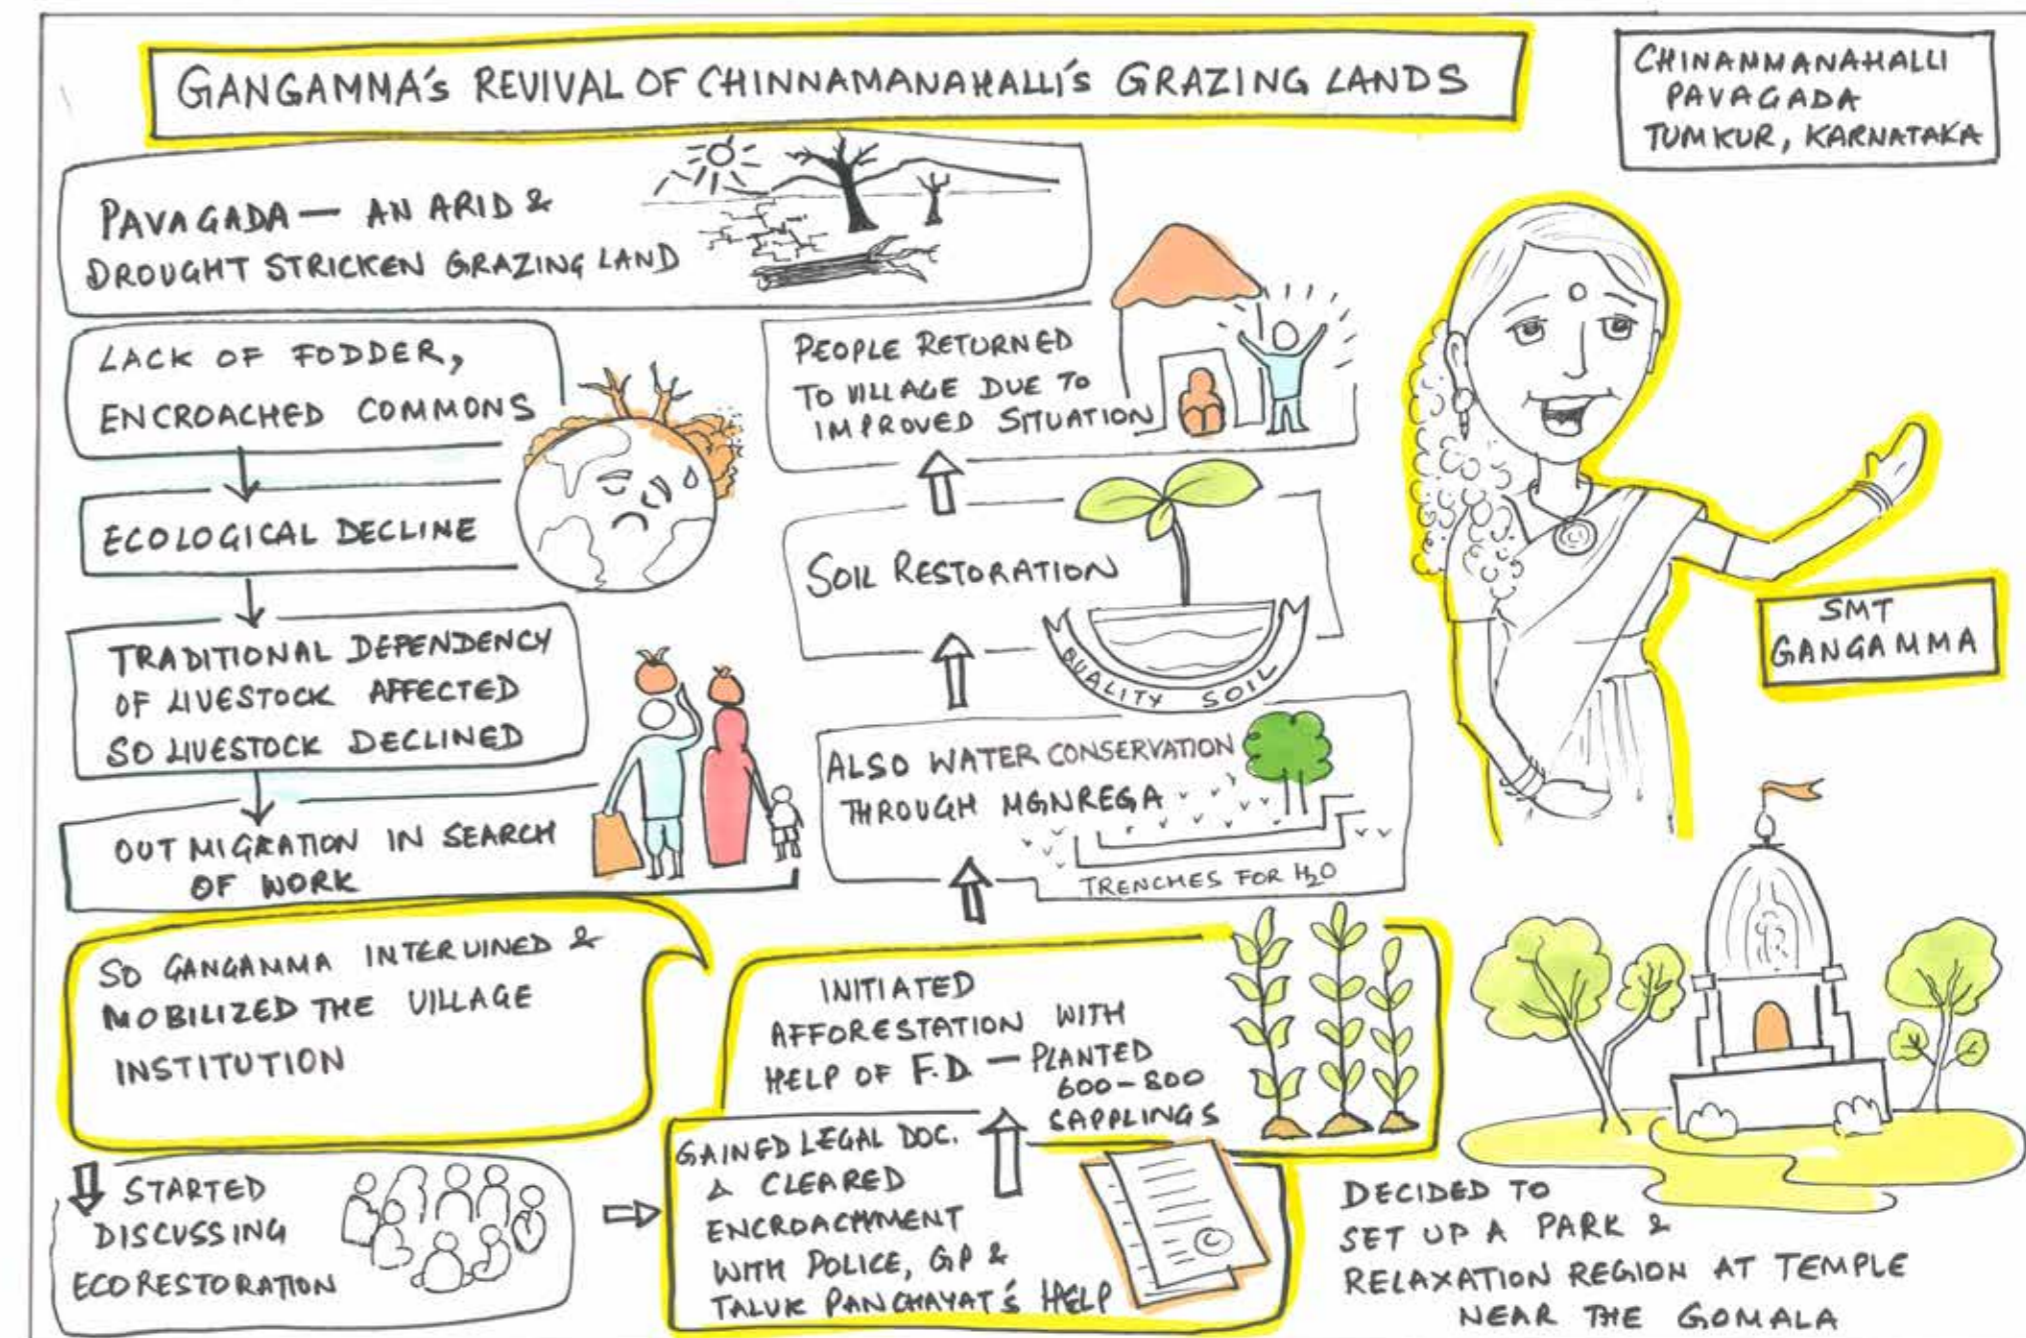 GANGAMMA'S REVIVAL OF CHINNAMANAHALLI'S GRAZING LANDS
CHINAMMANAHALLI
PAVAGADA
TUMKUR, KARNATAKA
PAVAGADA — AN ARID &
DROUGHT STRICKEN GRAZING LAND
LACK OF FODDER,
ENCROACHED COMMONS
ECOLOGICAL DECLINE
TRADITIONAL DEPENDENCY
OF LIVESTOCK AFFECTED
SO LIVESTOCK DECLINED
OUT MIGRATION IN SEARCH
OF WORK
SO GANGAMMA INTERVINED &
MOBILIZED THE VILLAGE
INSTITUTION
STARTED
DISCUSSING
ECORESTORATION
GAINED LEGAL DOC.
& CLEARED
ENCROACHMENT
WITH POLICE, GP &
TALUK PANCHAYAT'S HELP
INITIATED
AFFORESTATION WITH
HELP OF F.D. — PLANTED
600-800
SAPPLINGS
ALSO WATER CONSERVATION
THROUGH MGNREGA
TRENCHES FOR H₂O
SOIL RESTORATION
QUALITY SOIL
PEOPLE RETURNED
TO VILLAGE DUE TO
IMPROVED SITUATION
SMT
GANGAMMA
DECIDED TO
SET UP A PARK &
RELAXATION REGION AT TEMPLE
NEAR THE GOMALA